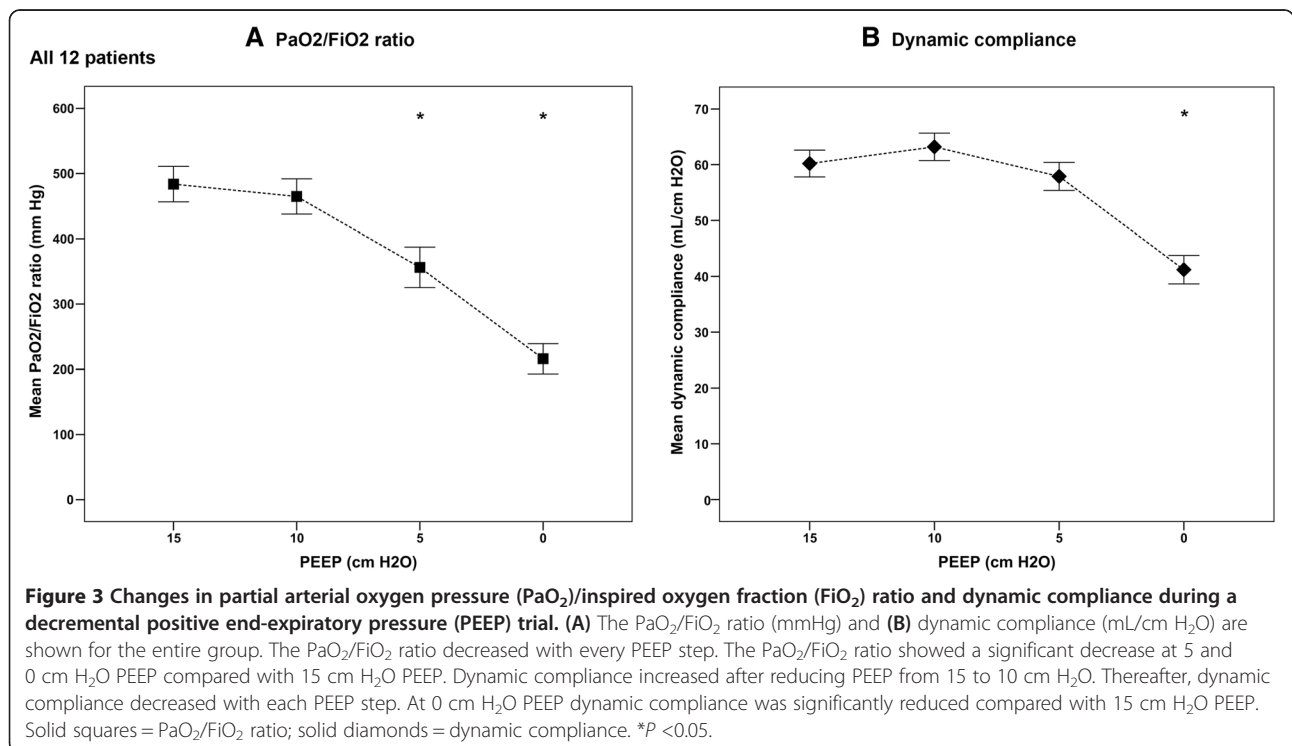 A PaO2/FiO2 ratio
All 12 patients
Mean PaO2/FiO2 ratio (mm Hg)
600
500
400
300
200
100
0
*
*
15
10
5
0
PEEP (cm H2O)
B Dynamic compliance
Mean dynamic compliance (mL/cm H2O)
70
60
50
40
30
20
10
0
*
15
10
5
0
PEEP (cm H2O)
Figure 3 Changes in partial arterial oxygen pressure (PaO₂)/inspired oxygen fraction (FiO₂) ratio and dynamic compliance during a
decremental positive end-expiratory pressure (PEEP) trial. (A) The PaO₂/FiO₂ ratio (mmHg) and (B) dynamic compliance (mL/cm H₂O) are
shown for the entire group. The PaO₂/FiO₂ ratio decreased with every PEEP step. The PaO₂/FiO₂ ratio showed a significant decrease at 5 and
0 cm H₂O PEEP compared with 15 cm H₂O PEEP. Dynamic compliance increased after reducing PEEP from 15 to 10 cm H₂O. Thereafter, dynamic
compliance decreased with each PEEP step. At 0 cm H₂O PEEP dynamic compliance was significantly reduced compared with 15 cm H₂O PEEP.
Solid squares = PaO₂/FiO₂ ratio; solid diamonds = dynamic compliance. *P <0.05.